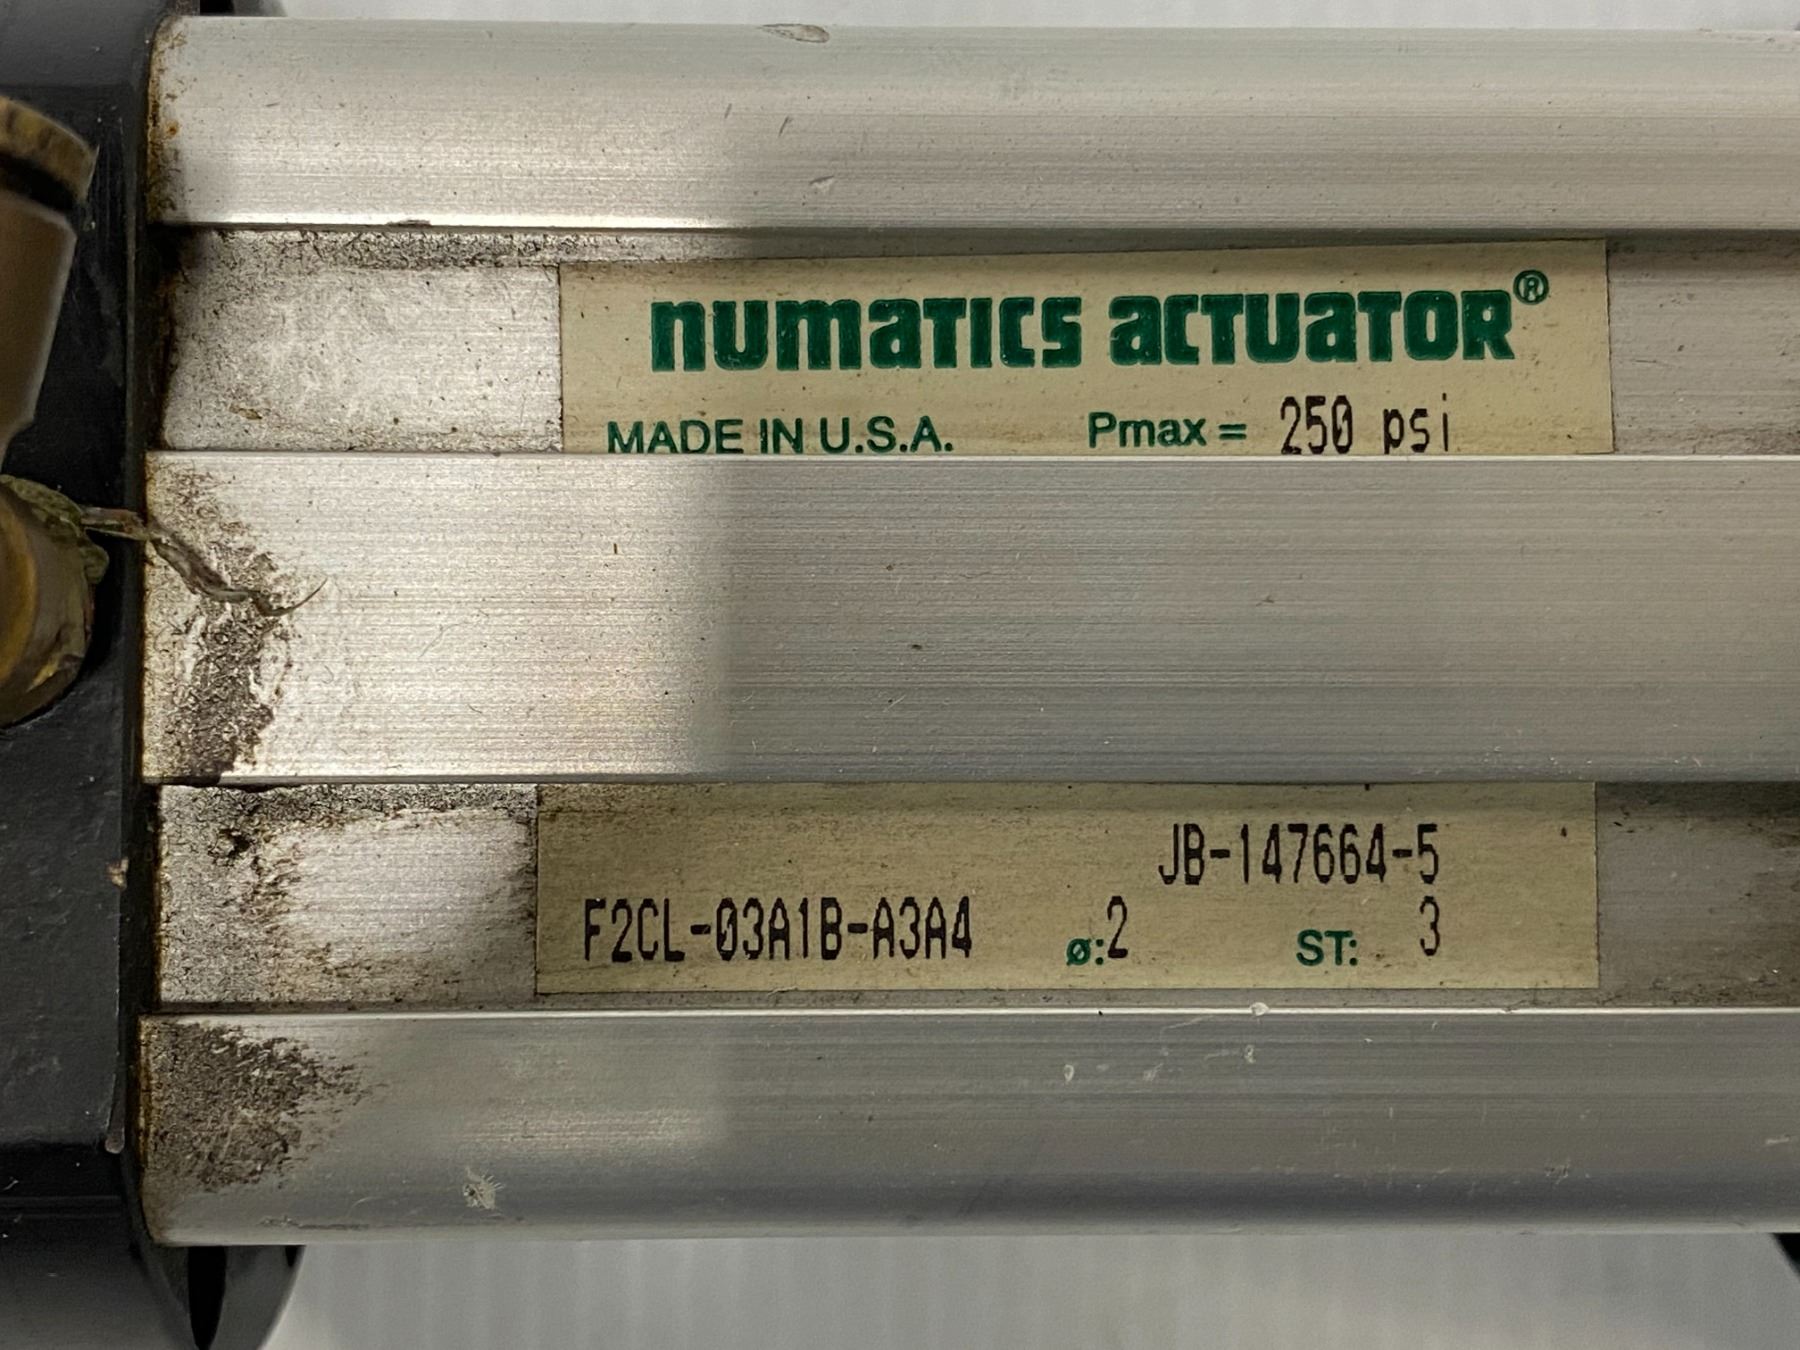 numatics actuator®
MADE IN U.S.A. Pmax = 250 psi
JB-147664-5
F2CL-03A1B-A3A4 ø:2 ST: 3